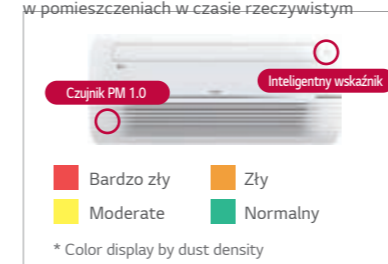 w pomieszczeniach w czasie rzeczywistym
Inteligentny wskaźnik
Czujnik PM 1.0
Bardzo zły
Zły
Moderate
Normalny
* Color display by dust density